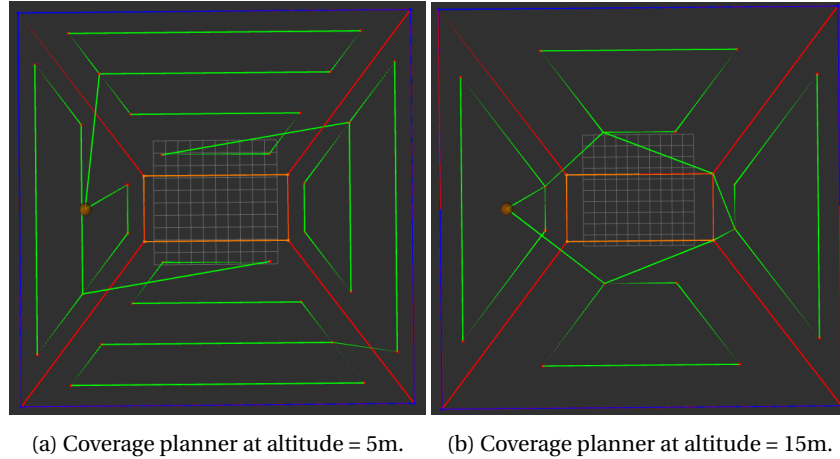 (a) Coverage planner at altitude = 5m.
(b) Coverage planner at altitude = 15m.